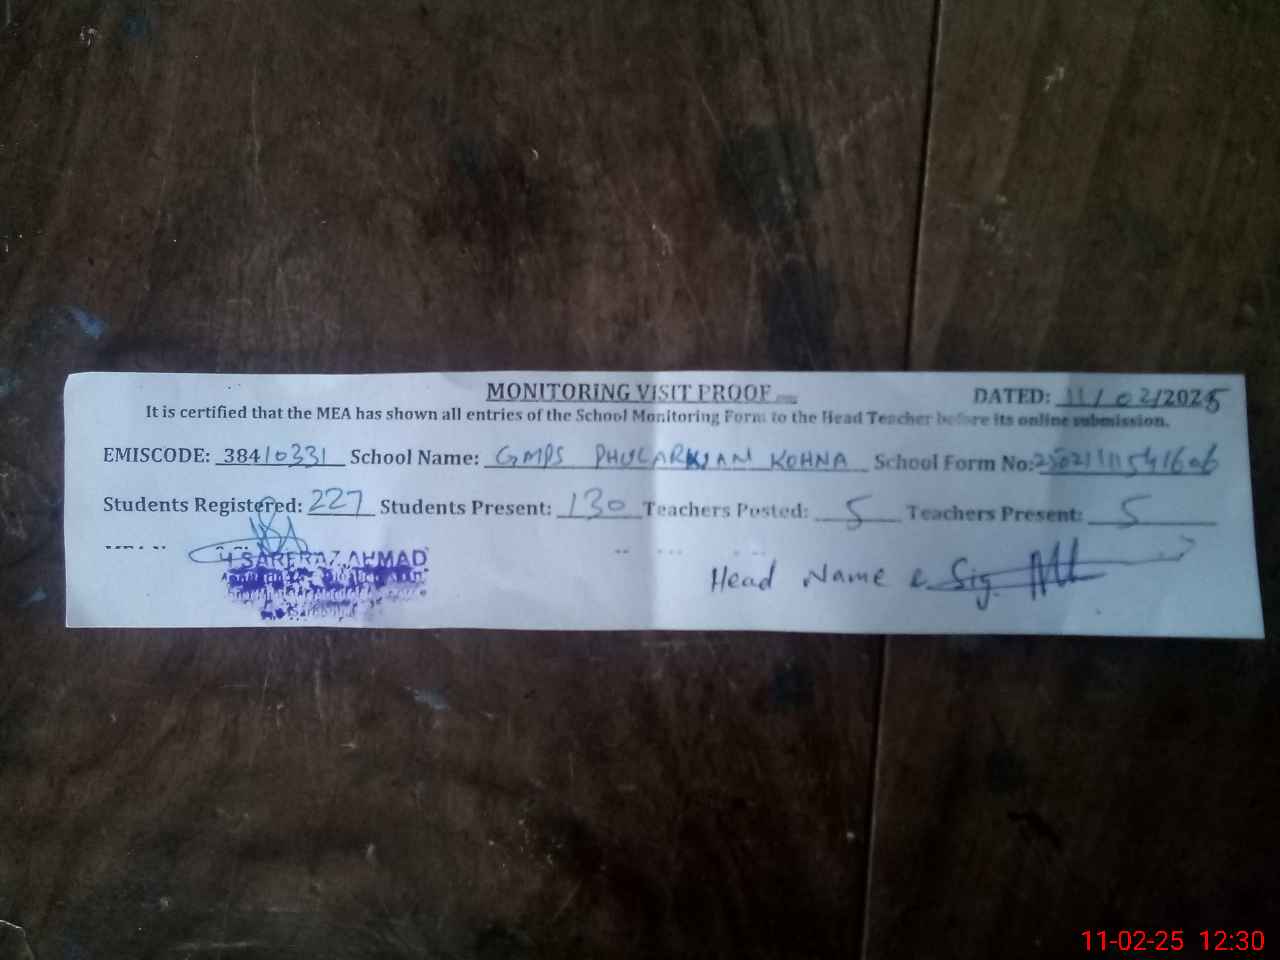 MONITORING VISIT PROOF
DATED: 11/02/2025
It is certified that the MEA has shown all entries of the School Monitoring Form to the Head Teacher before its online submission.
EMISCODE: 38410331 School Name: GMPS PHULARWAN KOHNA School Form No:
Students Registered: 227 Students Present: 130 Teachers Posted: 5 Teachers Present: 5
SARFRAZ AHMAD
Head Name & Sig.
11-02-25 12:30